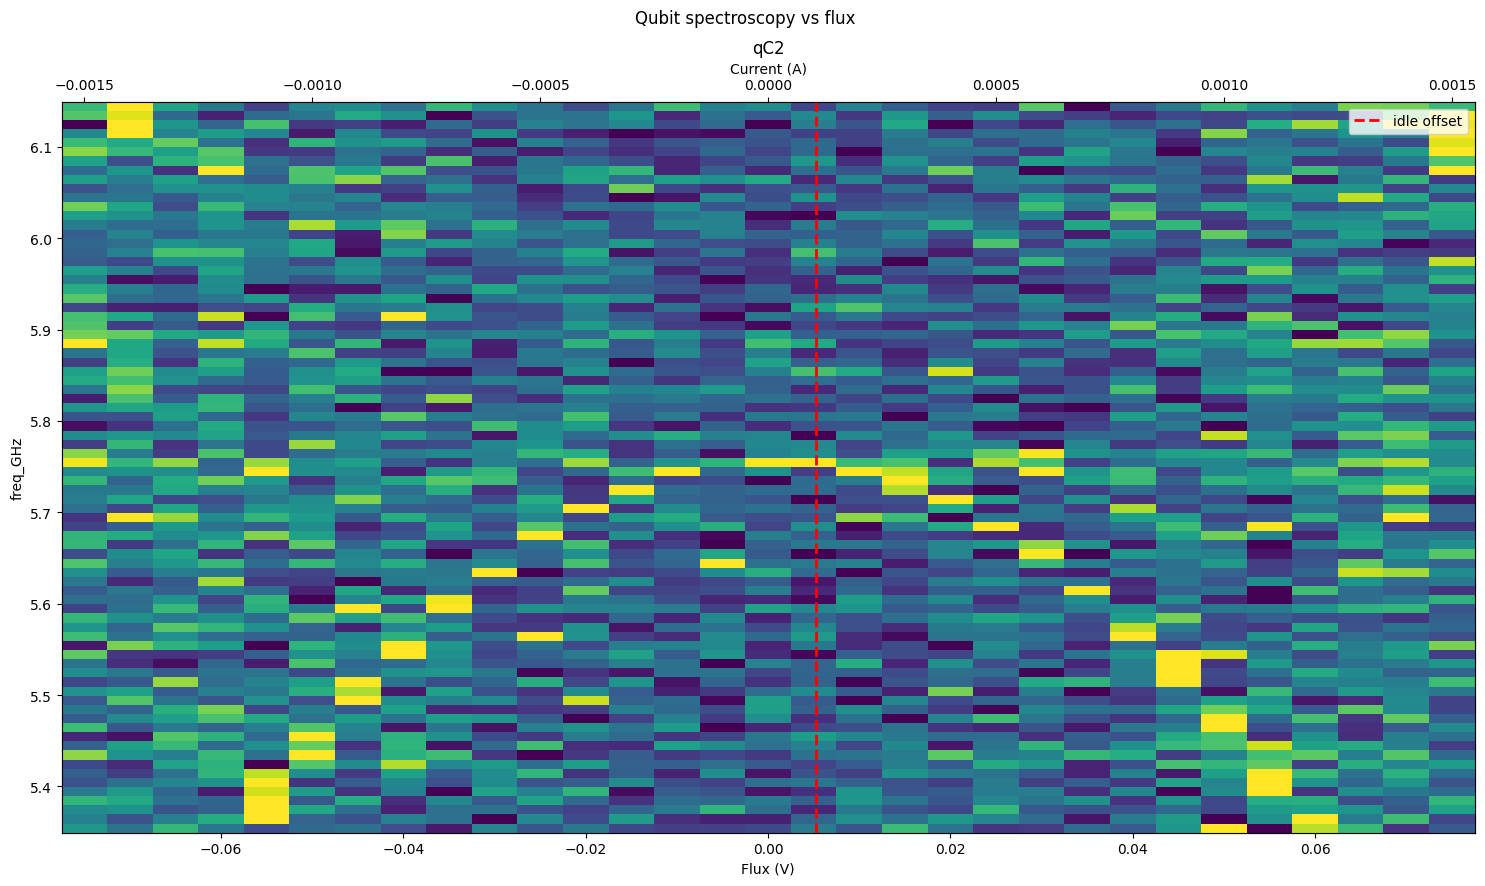 Qubit spectroscopy vs flux
qC2
Current (A)
−0.0015 −0.0010 −0.0005 0.0000 0.0005 0.0010 0.0015
idle offset
6.1
6.0
5.9
5.8
5.7
5.6
5.5
5.4
freq_GHz
−0.06 −0.04 −0.02 0.00 0.02 0.04 0.06
Flux (V)